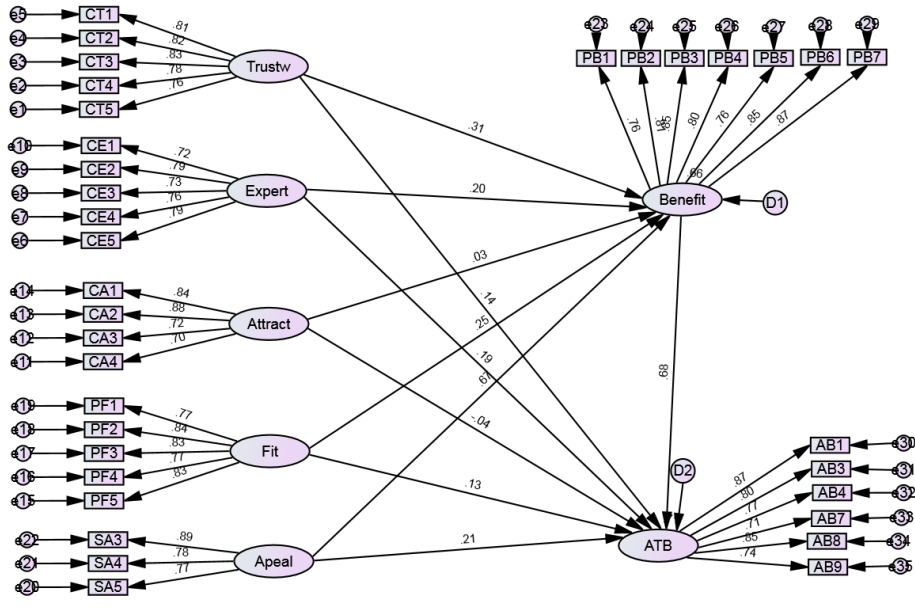 e5 CT1 .81
e4 CT2 .82
e3 CT3 .83
e2 CT4 .78
e1 CT5 .76
Trustw
e10 CE1 .72
e9 CE2 .79
e8 CE3 .73
e7 CE4 .76
e6 CE5 .79
Expert
e14 CA1 .84
e13 CA2 .88
e12 CA3 .72
e11 CA4 .70
Attract
e19 PF1 .77
e18 PF2 .84
e17 PF3 .83
e16 PF4 .77
e15 PF5 .83
Fit
e22 SA3 .89
e21 SA4 .78
e20 SA5 .77
Apeal
.31
.20
.03
.25
.67
.14
.19
-.04
.13
.21
.68
e23 e24 e25 e26 e27 e28 e29
PB1 PB2 PB3 PB4 PB5 PB6 PB7
.76 .81 .85 .80 .76 .85 .87
.66
Benefit
D1
D2
ATB
.87 AB1 e30
.80 AB3 e31
.77 AB4 e32
.71 AB7 e33
.85 AB8 e34
.74 AB9 e35